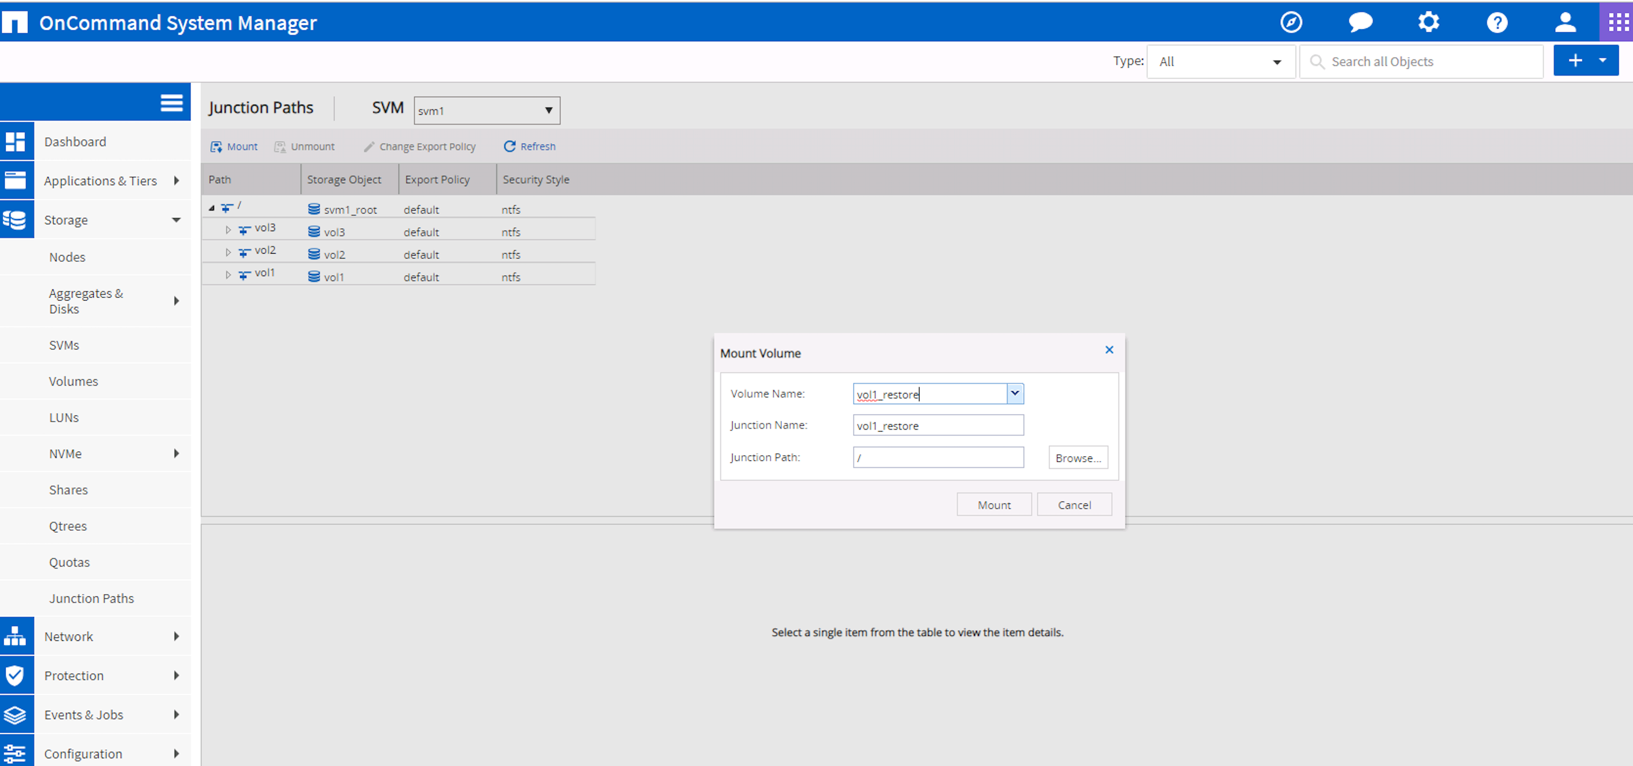 OnCommand System Manager
Type: All Search all Objects
Junction Paths SVM svm1
Mount Unmount Change Export Policy Refresh
Path Storage Object Export Policy Security Style
/ svm1_root default ntfs
vol3 vol3 default ntfs
vol2 vol2 default ntfs
vol1 vol1 default ntfs
Dashboard
Applications & Tiers
Storage
Nodes
Aggregates &
Disks
SVMs
Volumes
LUNs
NVMe
Shares
Qtrees
Quotas
Junction Paths
Network
Protection
Events & Jobs
Configuration
Mount Volume
Volume Name: vol1_restore
Junction Name: vol1_restore
Junction Path: / Browse...
Mount Cancel
Select a single item from the table to view the item details.